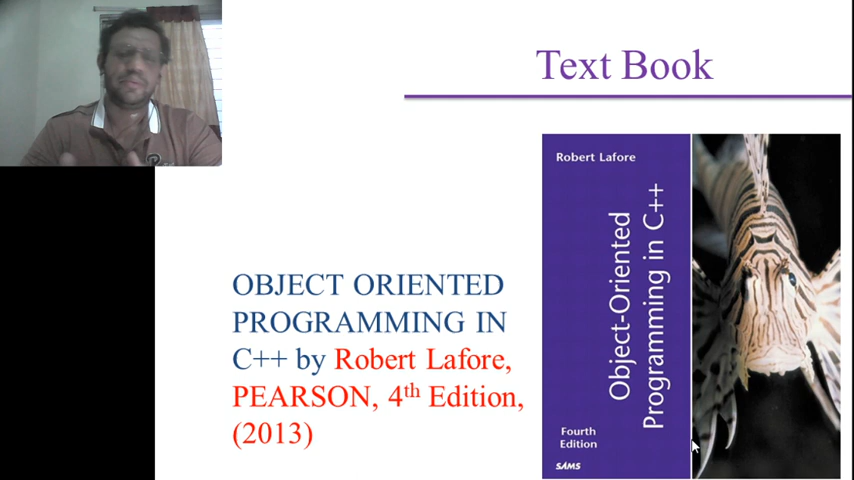 Text Book
Robert Lafore
Object-Oriented
Programming in C++
Fourth
Edition
SAMS
OBJECT ORIENTED
PROGRAMMING IN
C++ by Robert Lafore,
PEARSON, 4th Edition,
(2013)